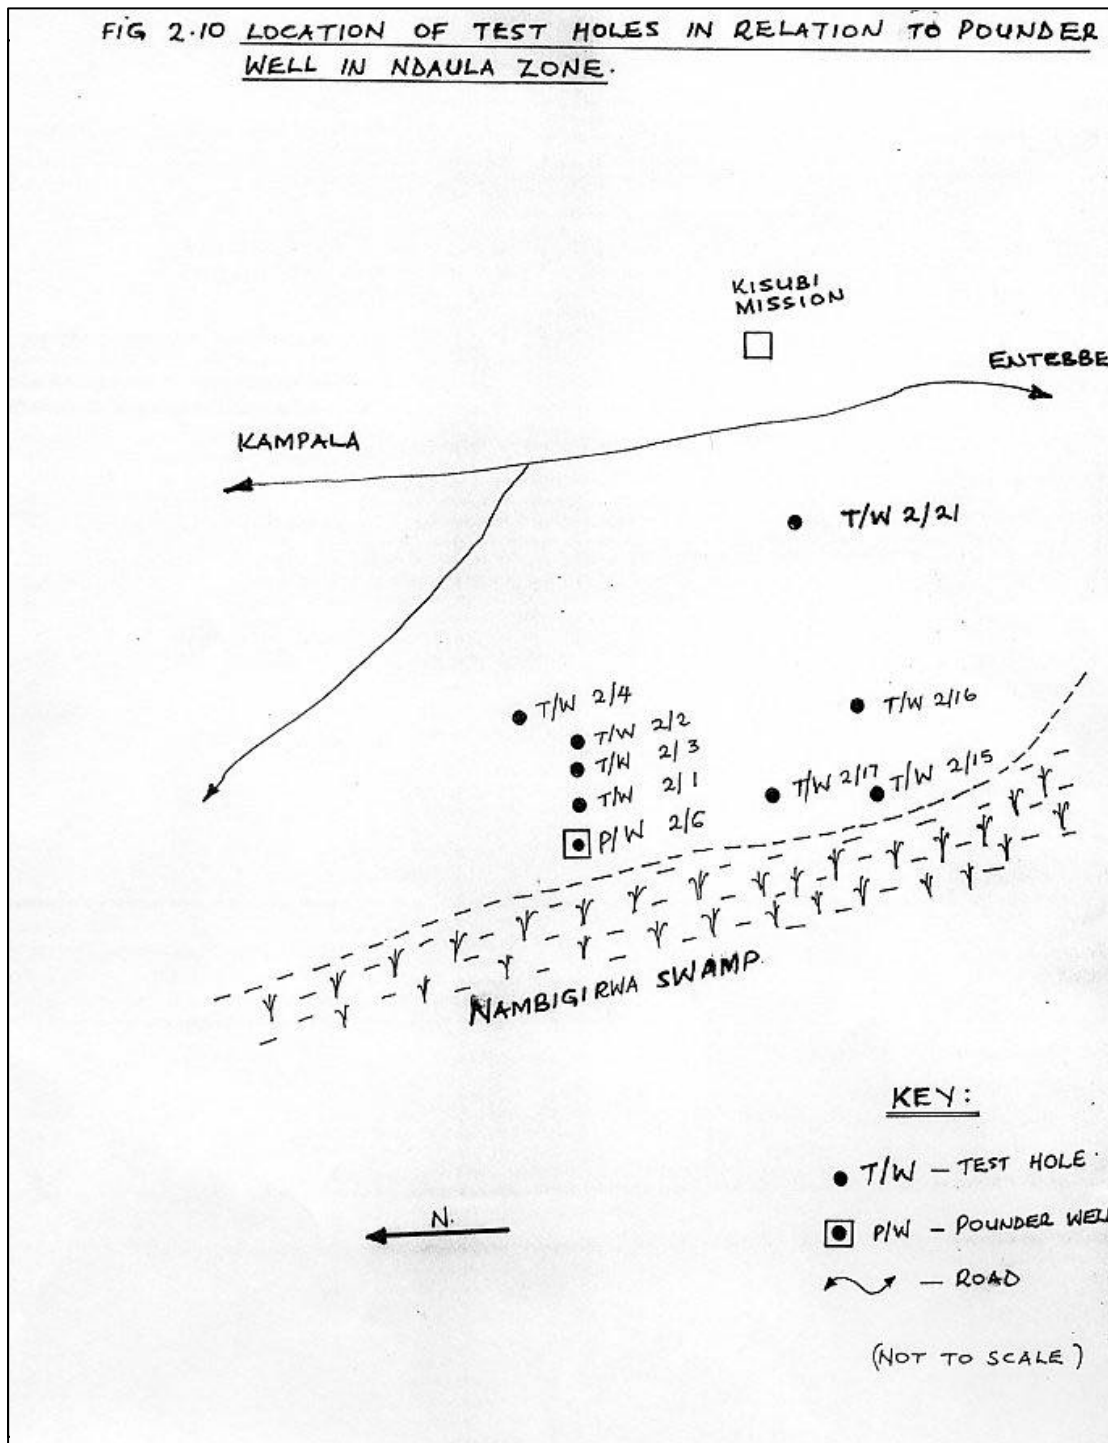 FIG 2.10 LOCATION OF TEST HOLES IN RELATION TO POUNDER
WELL IN NDAULA ZONE.
KISUBI
MISSION
ENTEBBE
KAMPALA
T/W 2/21
T/W 2/4
T/W 2/16
T/W 2/2
T/W 2/3
T/W 2/1
T/W 2/17
T/W 2/15
P/W 2/6
NAMBIGIRWA SWAMP.
KEY:
T/W – TEST HOLE.
N.
P/W – POUNDER WELL
– ROAD
(NOT TO SCALE)